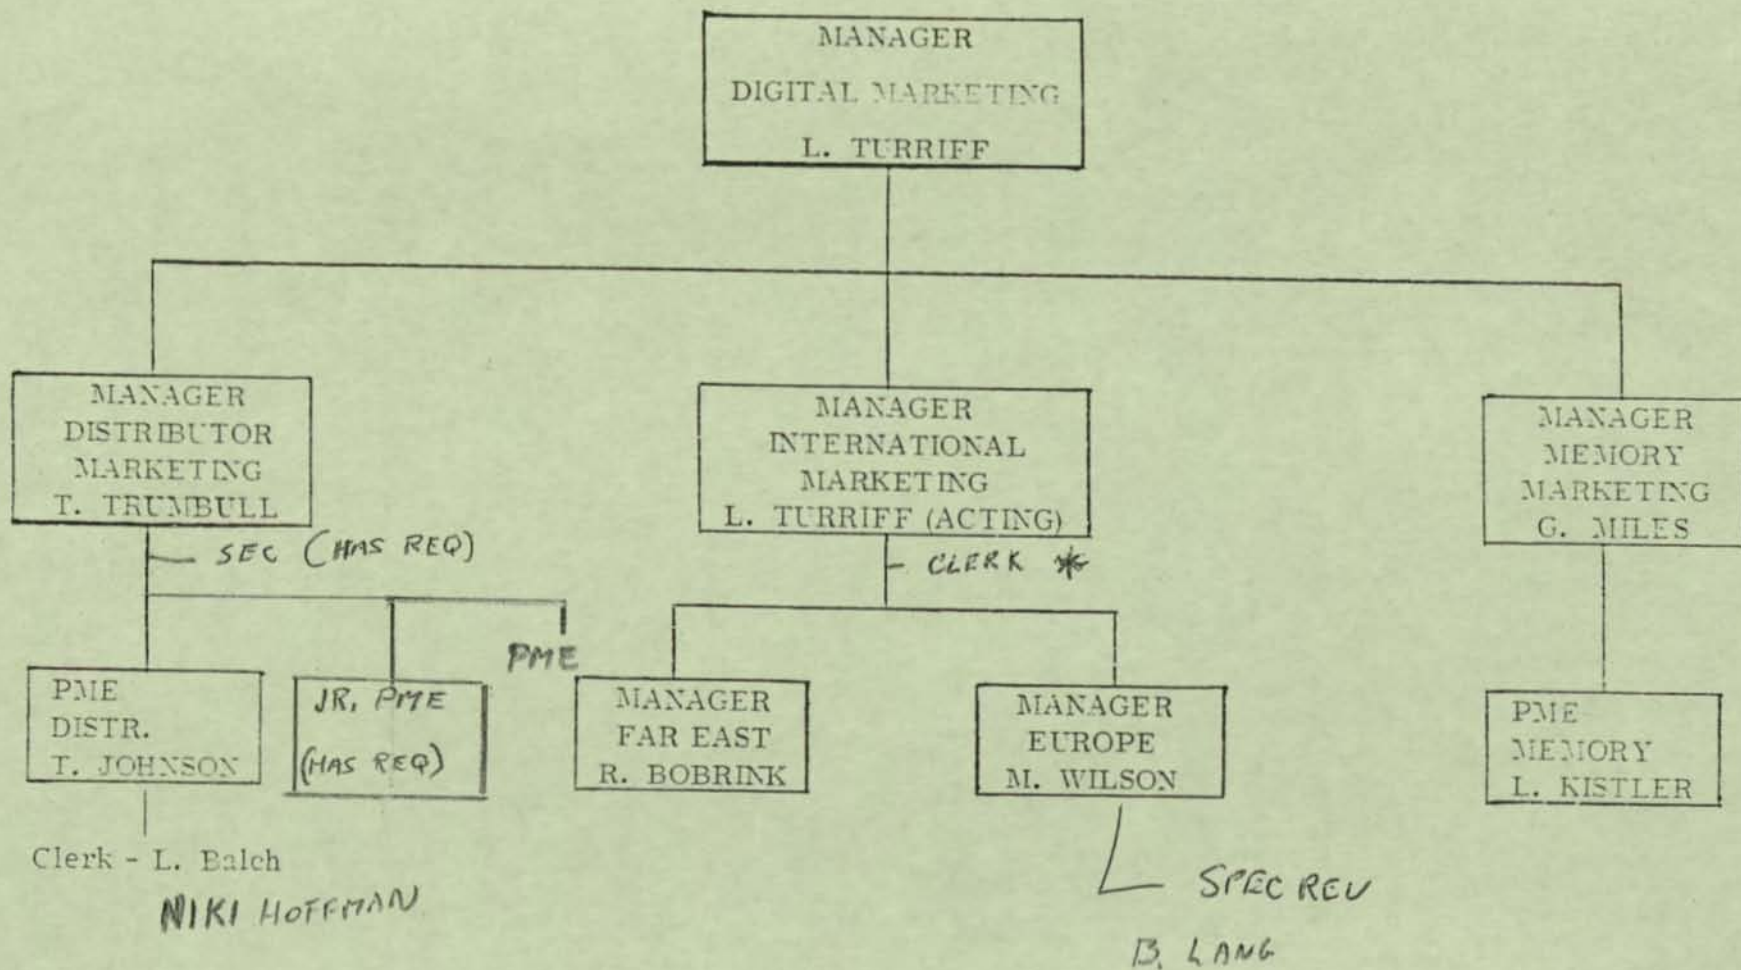 MANAGER
DIGITAL MARKETING
L. TURRIFF
MANAGER
DISTRIBUTOR
MARKETING
T. TRUMBULL
MANAGER
INTERNATIONAL
MARKETING
L. TURRIFF (ACTING)
MANAGER
MEMORY
MARKETING
G. MILES
SEC (HAS REQ)
CLERK *
PME
DISTR.
T. JOHNSON
JR. PME
(HAS REQ)
PME
MANAGER
FAR EAST
R. BOBRINK
MANAGER
EUROPE
M. WILSON
PME
MEMORY
L. KISTLER
Clerk - L. Balch
NIKI HOFFMAN
SPEC REV
B. LANG